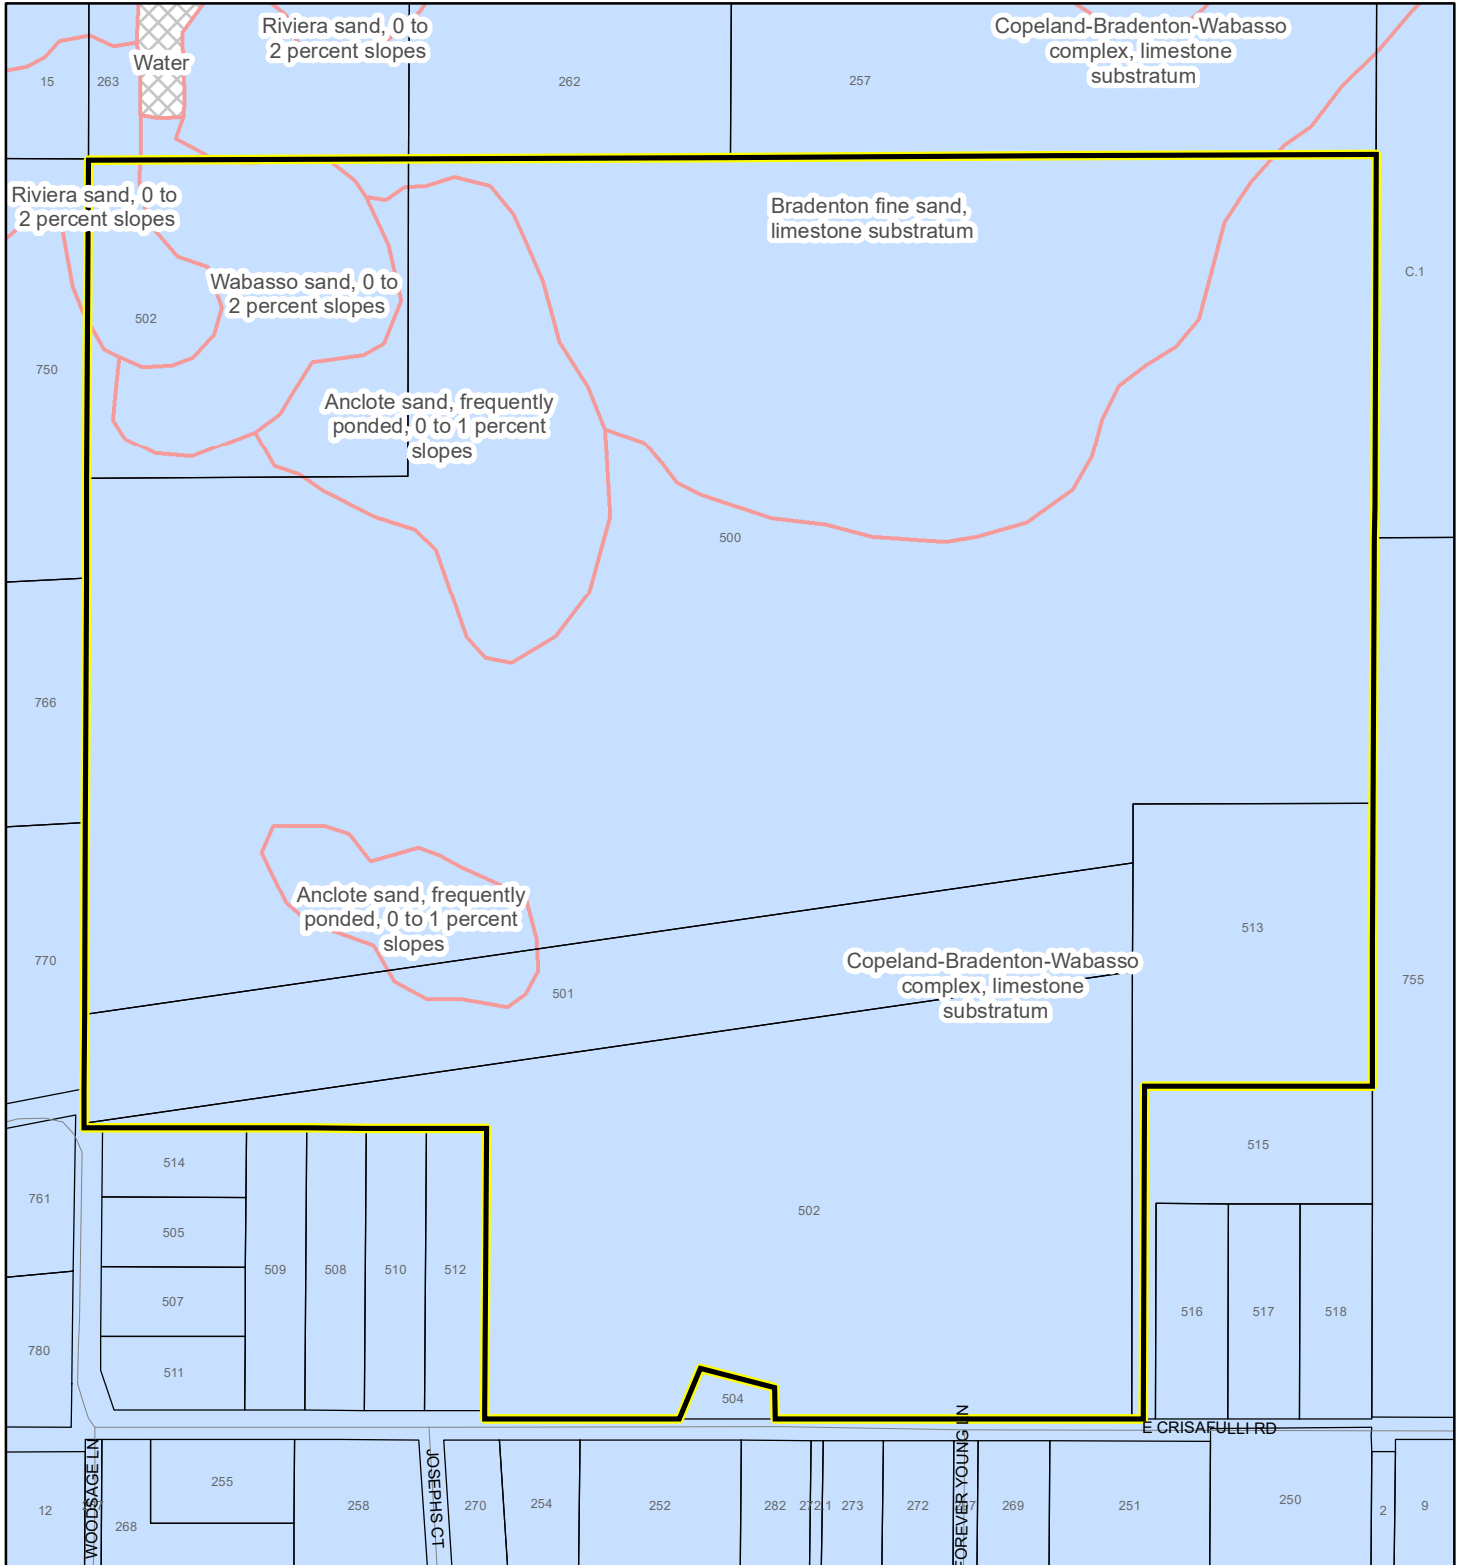 Riviera sand, 0 to
2 percent slopes
Copeland-Bradenton-Wabasso
complex, limestone
substratum
Water
15
263
262
257
Riviera sand, 0 to
2 percent slopes
Bradenton fine sand,
limestone substratum
C.1
Wabasso sand, 0 to
2 percent slopes
502
750
Anclote sand, frequently
ponded, 0 to 1 percent
slopes
500
766
Anclote sand, frequently
ponded, 0 to 1 percent
slopes
513
770
Copeland-Bradenton-Wabasso
complex, limestone
substratum
755
501
514
515
761
505
502
509
508
510
512
507
516
517
518
780
511
504
E CRISAFULLI RD
WOODSAGE LN
JOSEPHS CT
FOREVER YOUNG LN
255
12
268
258
270
254
252
282
272.1
273
272
269
251
250
2
9